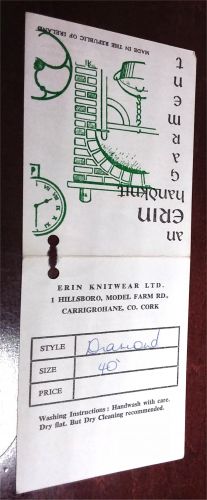 MADE IN THE REPUBLIC OF IRELAND
an
ERIN
handknit
GARMENT
ERIN KNITWEAR LTD.
1 HILLSBORO, MODEL FARM RD.,
CARRIGROHANE, CO. CORK
STYLE Diamond
SIZE 40"
PRICE
Washing Instructions : Handwash with care.
Dry flat. But Dry Cleaning recommended.